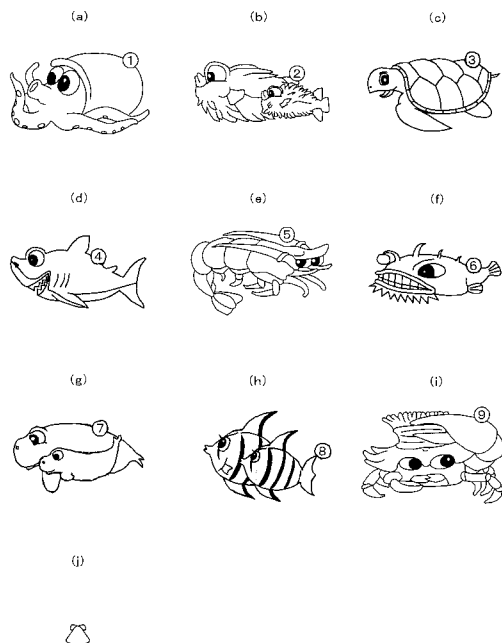 (a) (b) (c)
① ② ③
(d) (e) (f)
④ ⑤ ⑥
(g) (h) (i)
⑦ ⑧ ⑨
(j)